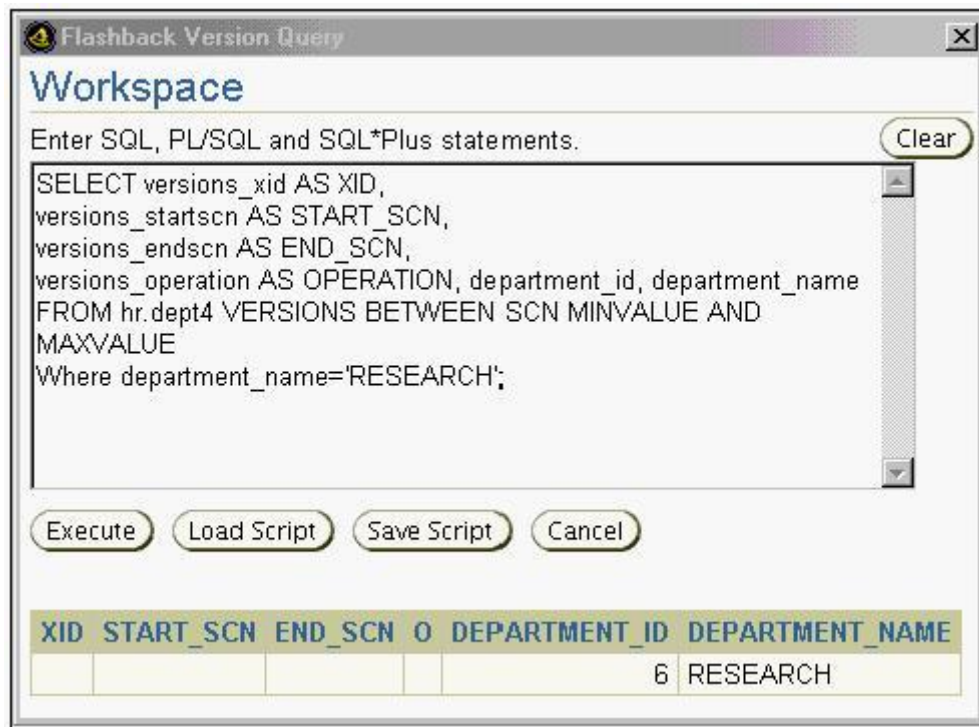 Flashback Version Query
Workspace
Enter SQL, PL/SQL and SQL*Plus statements.
Clear
SELECT versions_xid AS XID,
versions_startscn AS START_SCN,
versions_endscn AS END_SCN,
versions_operation AS OPERATION, department_id, department_name
FROM hr.dept4 VERSIONS BETWEEN SCN MINVALUE AND
MAXVALUE
Where department_name='RESEARCH';
Execute Load Script Save Script Cancel
XID START_SCN END_SCN O DEPARTMENT_ID DEPARTMENT_NAME
6 RESEARCH